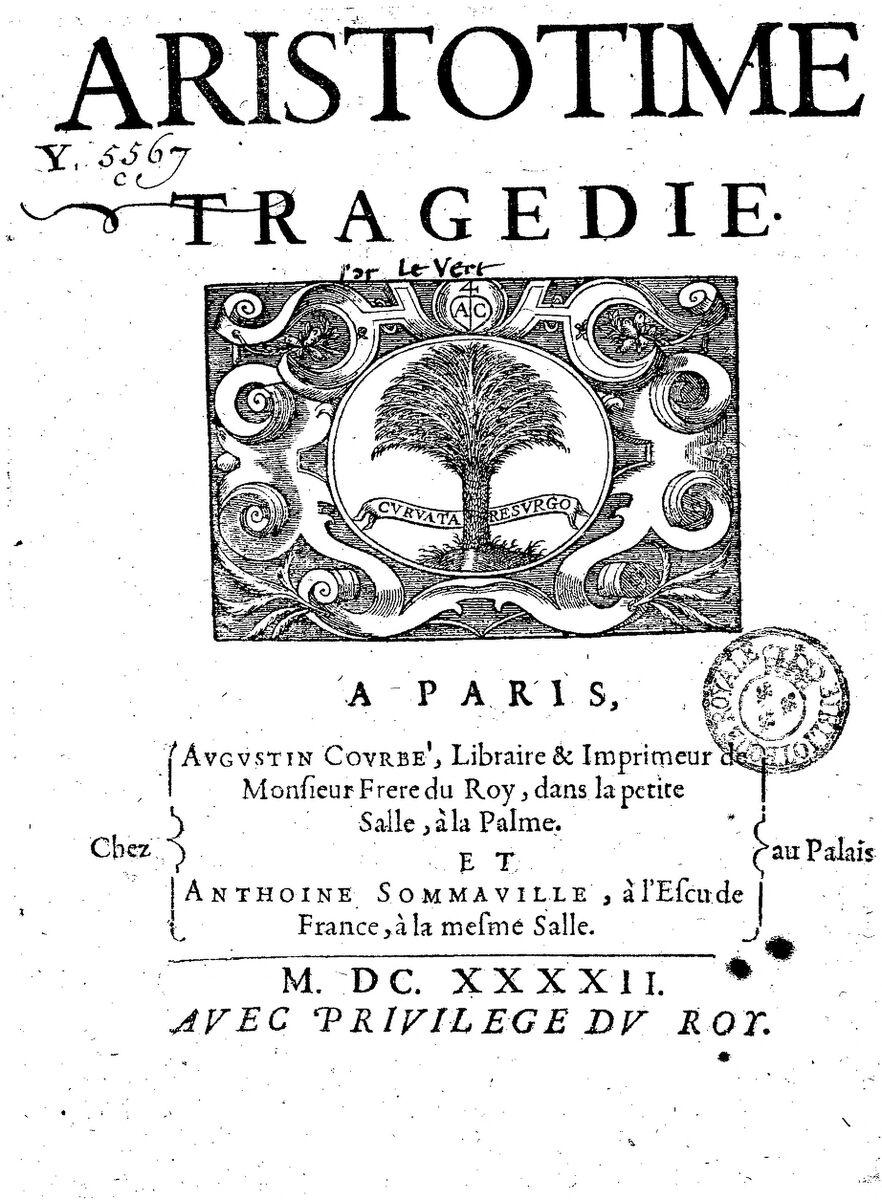 ARISTOTIME
Y. 5567
c
TRAGEDIE.
Par Le Vert
4
AC
CVRVATA RESVRGO
A PARIS,
AVGVSTIN COVRBE', Libraire & Imprimeur de
Monſieur Frere du Roy, dans la petite
Salle, à la Palme.
Chez
ET
au Palais
ANTHOINE SOMMAVILLE, à l'Eſcu de
France, à la meſme Salle.
M. DC. XXXXII.
AVEC PRIVILEGE DV ROY.
BIBLIOTHECA ROYALE